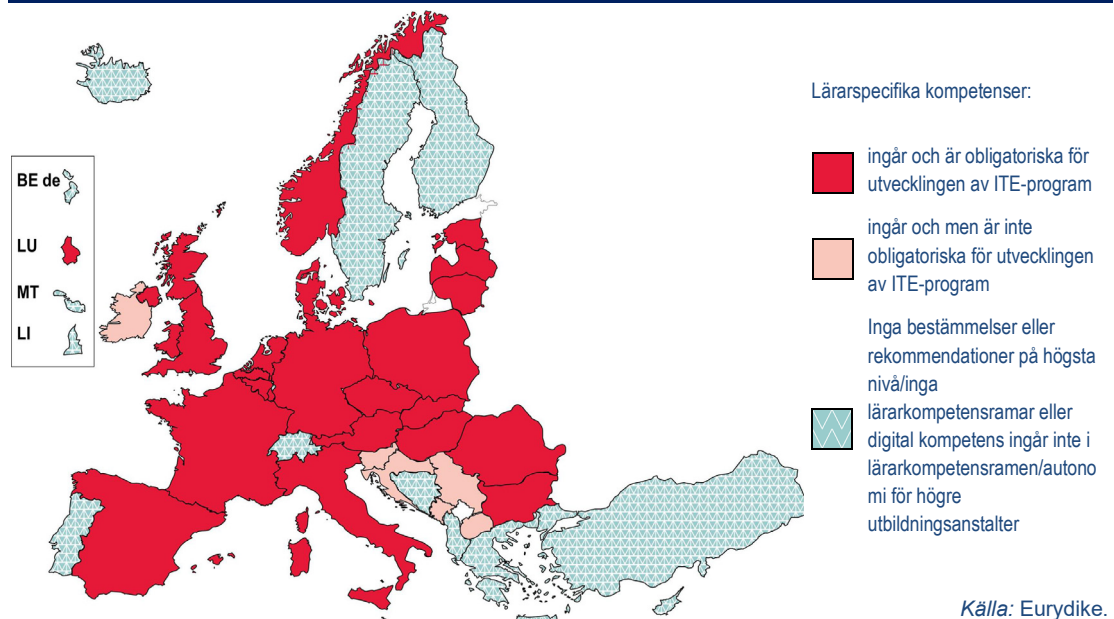 BE de
LU
MT
LI
Lärarspecifika kompetenser:
ingår och är obligatoriska för
utvecklingen av ITE-program
ingår och men är inte
obligatoriska för utvecklingen
av ITE-program
Inga bestämmelser eller
rekommendationer på högsta
nivå/inga
lärarkompetensramar eller
digital kompetens ingår inte i
lärarkompetensramen/autono
mi för högre
utbildningsanstalter
Källa: Eurydike.